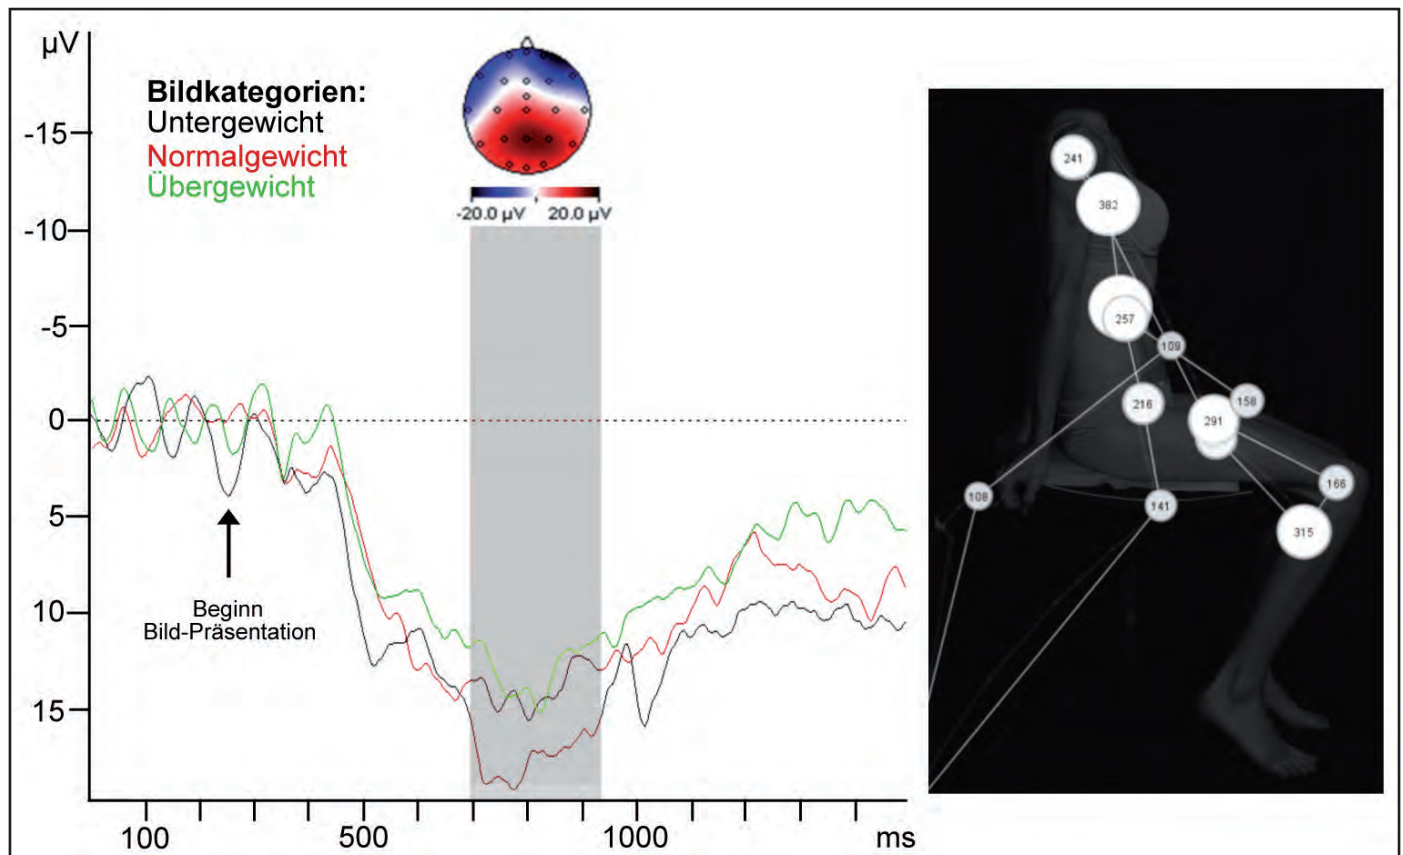 µV
Bildkategorien:
Untergewicht
Normalgewicht
Übergewicht
-20.0 µV 20.0 µV
-15
-10
-5
0
5
10
15
Beginn
Bild-Präsentation
100 500 1000 ms
241
382
257
109
216
158
291
166
108
141
315